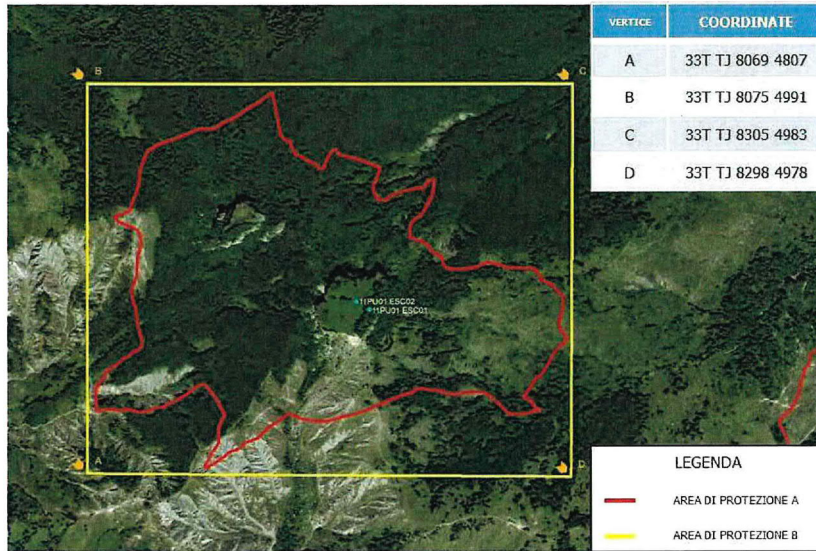 B
C
11PU01 ESC02
11PU01 ESC01
A
D
VERTICE COORDINATE
A 33T TJ 8069 4807
B 33T TJ 8075 4991
C 33T TJ 8305 4983
D 33T TJ 8298 4978
LEGENDA
AREA DI PROTEZIONE A
AREA DI PROTEZIONE B